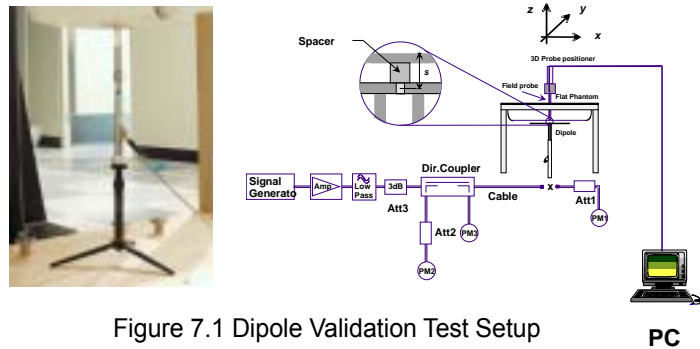 z
y
x
3D Probe positioner
Spacer
s
Field probe
Flat Phantom
Dipole
Signal
Generato
Amp
Low
Pass
3dB
Att3
Dir.Coupler
Cable
x
Att1
PM1
Att2
PM3
PM2
Figure 7.1 Dipole Validation Test Setup
PC